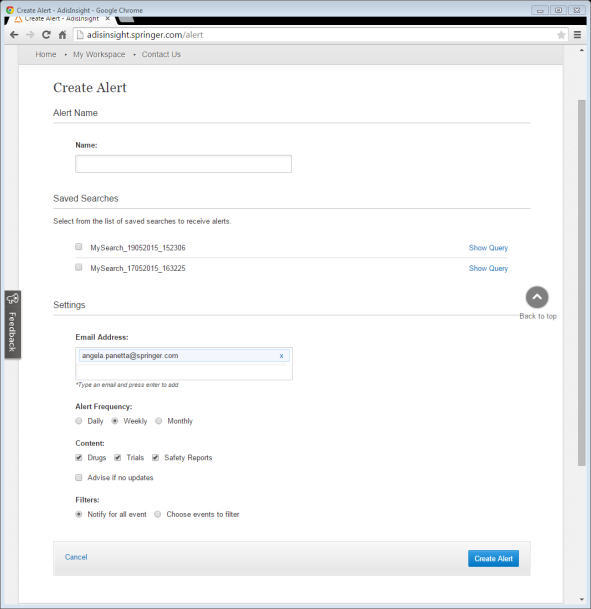 Create Alert - AdisInsight - Google Chrome
Create Alert - AdisInsight
adisinsight.springer.com/alert
Home • My Workspace • Contact Us
Create Alert
Alert Name
Name:
Saved Searches
Select from the list of saved searches to receive alerts.
MySearch_19052015_152306 Show Query
MySearch_17052015_163225 Show Query
Back to top
Feedback
Settings
Email Address:
angela.panetta@springer.com x
*Type an email and press enter to add
Alert Frequency:
Daily Weekly Monthly
Content:
Drugs Trials Safety Reports
Advise if no updates
Filters:
Notify for all event Choose events to filter
Cancel Create Alert